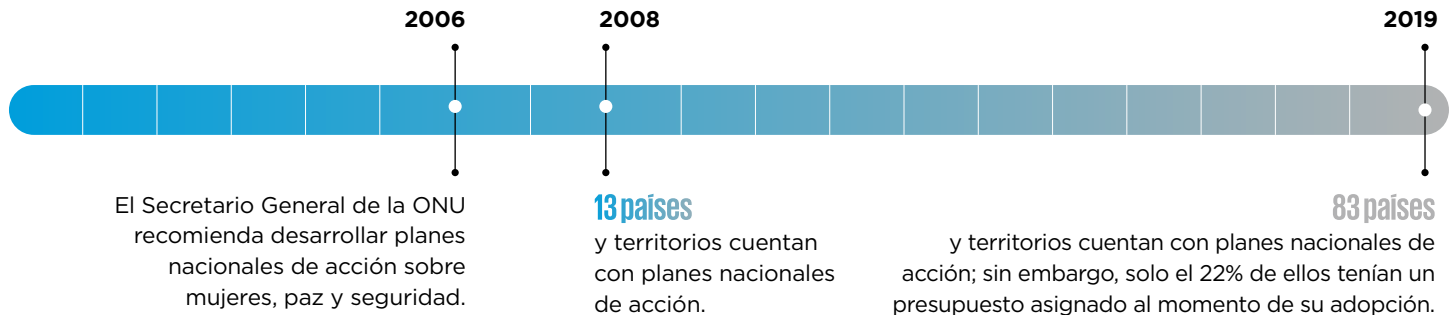 2006
El Secretario General de la ONU
recomienda desarrollar planes
nacionales de acción sobre
mujeres, paz y seguridad.
2008
13 países
y territorios cuentan
con planes nacionales
de acción.
2019
83 países
y territorios cuentan con planes nacionales de
acción; sin embargo, solo el 22% de ellos tenían un
presupuesto asignado al momento de su adopción.